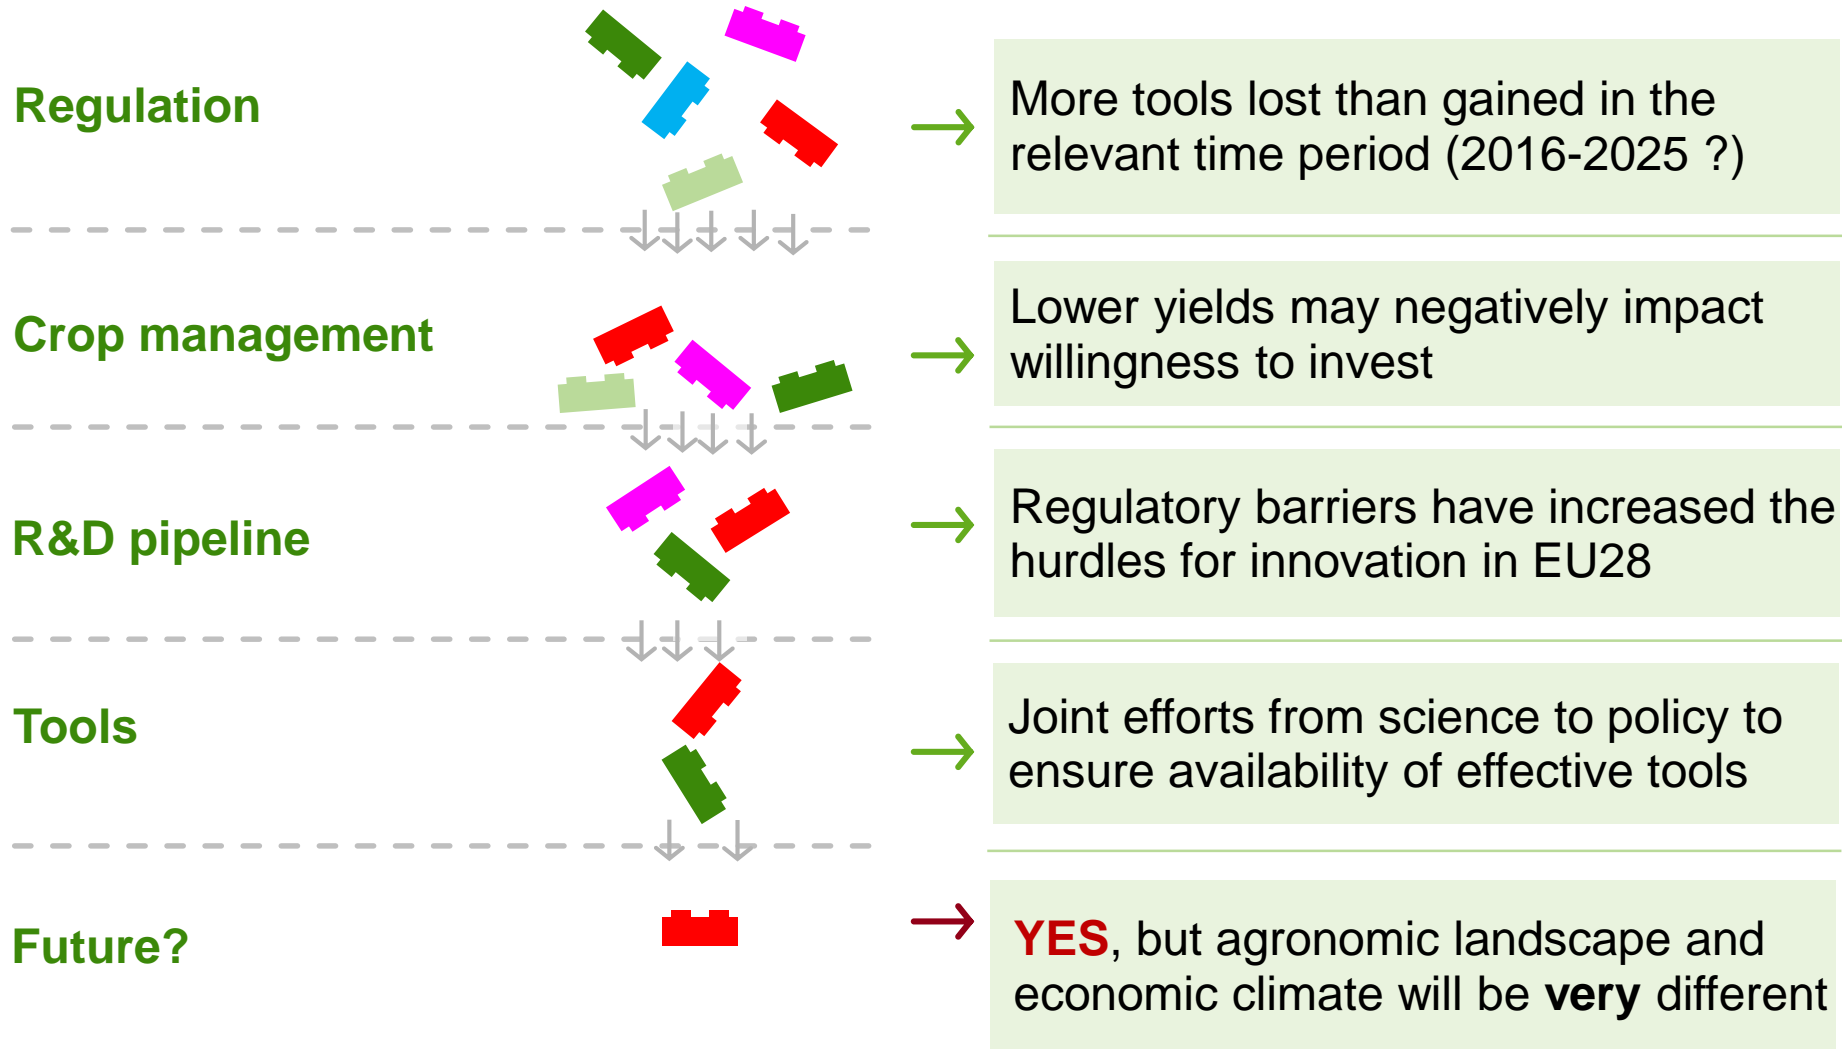 Regulation
More tools lost than gained in the
relevant time period (2016-2025 ?)
Crop management
Lower yields may negatively impact
willingness to invest
R&D pipeline
Regulatory barriers have increased the
hurdles for innovation in EU28
Tools
Joint efforts from science to policy to
ensure availability of effective tools
Future?
YES, but agronomic landscape and
economic climate will be very different